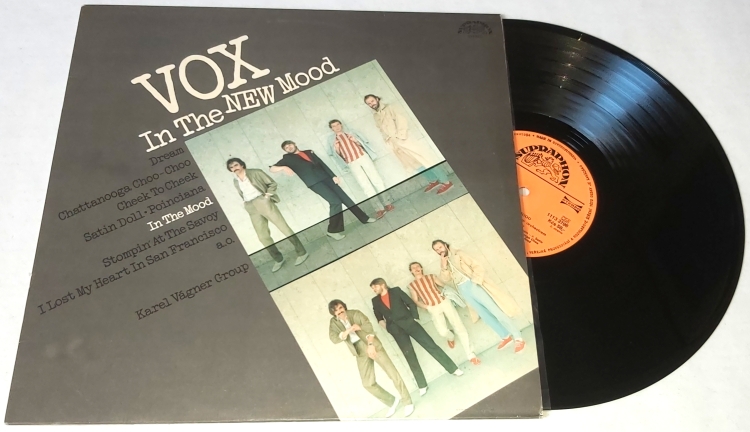 VOX
In The NEW Mood
Dream
Chattanooga Choo-Choo
Cheek To Cheek
Satin Doll · Poinciana
In The Mood
Stompin' At The Savoy
I Lost My Heart In San Francisco
a.o.
Karel Vágner Group
SUPRAPHON